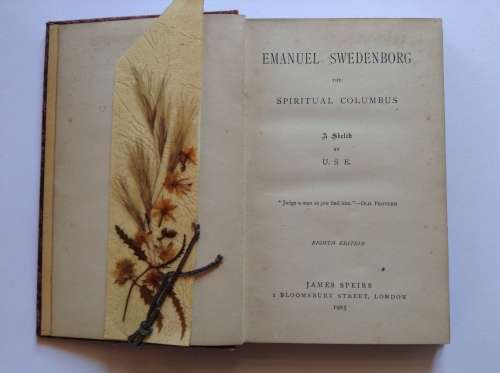 EMANUEL SWEDENBORG
THE
SPIRITUAL COLUMBUS
A Sketch
BY
U. S. E.
"Judge a man as you find him."—OLD PROVERB
EIGHTH EDITION
JAMES SPEIRS
1 BLOOMSBURY STREET, LONDON
1905